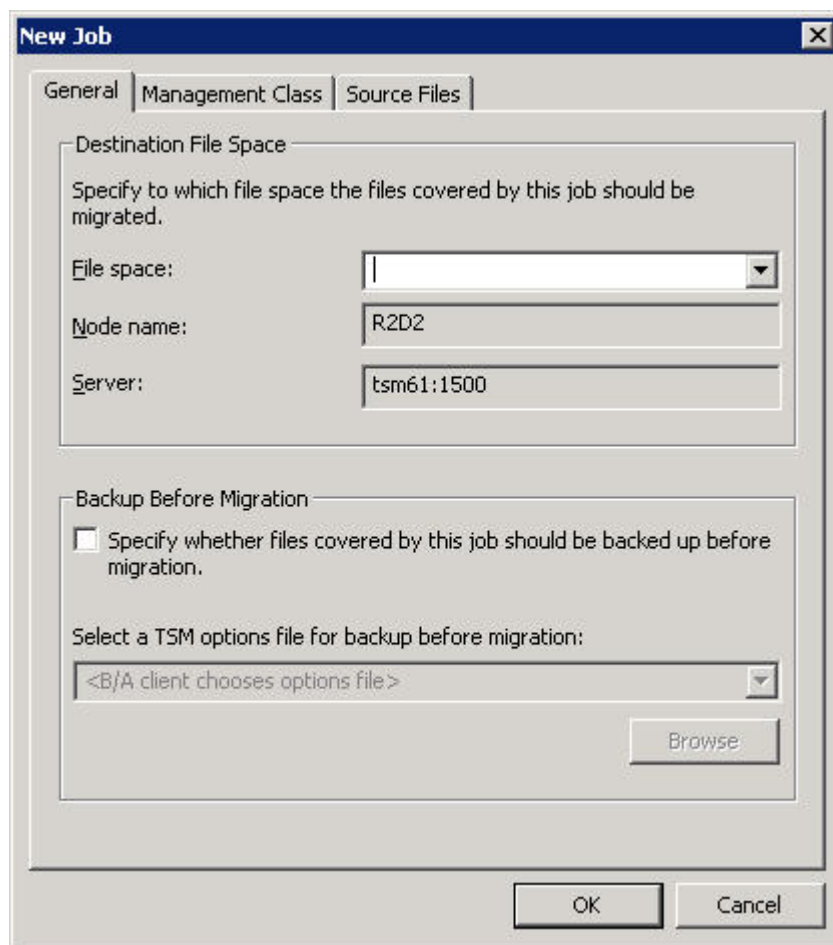 New Job
General
Management Class
Source Files
Destination File Space
Specify to which file space the files covered by this job should be
migrated.
File space:
Node name:
R2D2
Server:
tsm61:1500
Backup Before Migration
Specify whether files covered by this job should be backed up before
migration.
Select a TSM options file for backup before migration:
<B/A client chooses options file>
Browse
OK
Cancel